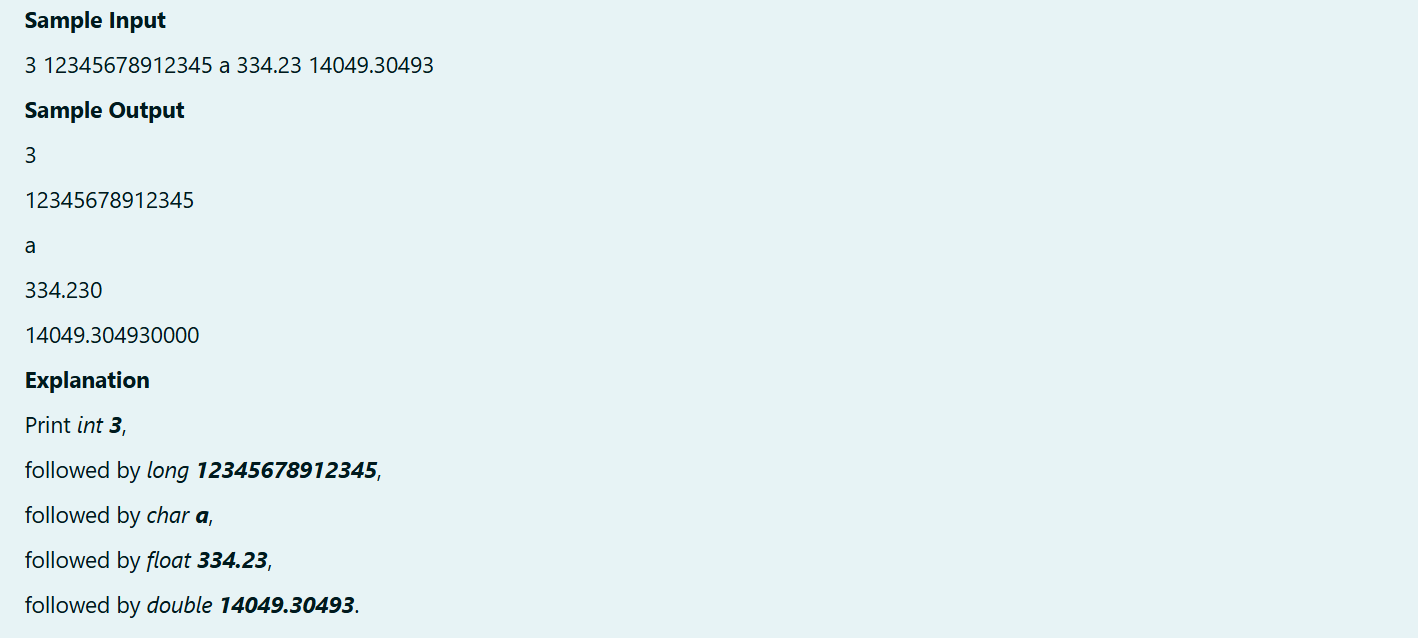 Sample Input
3 12345678912345 a 334.23 14049.30493
Sample Output
3
12345678912345
a
334.230
14049.304930000
Explanation
Print int 3,
followed by long 12345678912345,
followed by char a,
followed by float 334.23,
followed by double 14049.30493.